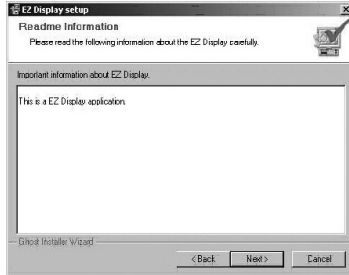 EZ Display setup
Readme Information
Please read the following information about the EZ Display carefully.
Important information about EZ Display.
This is a EZ Display application.
Ghost Installer Wizard
< Back
Next >
Cancel